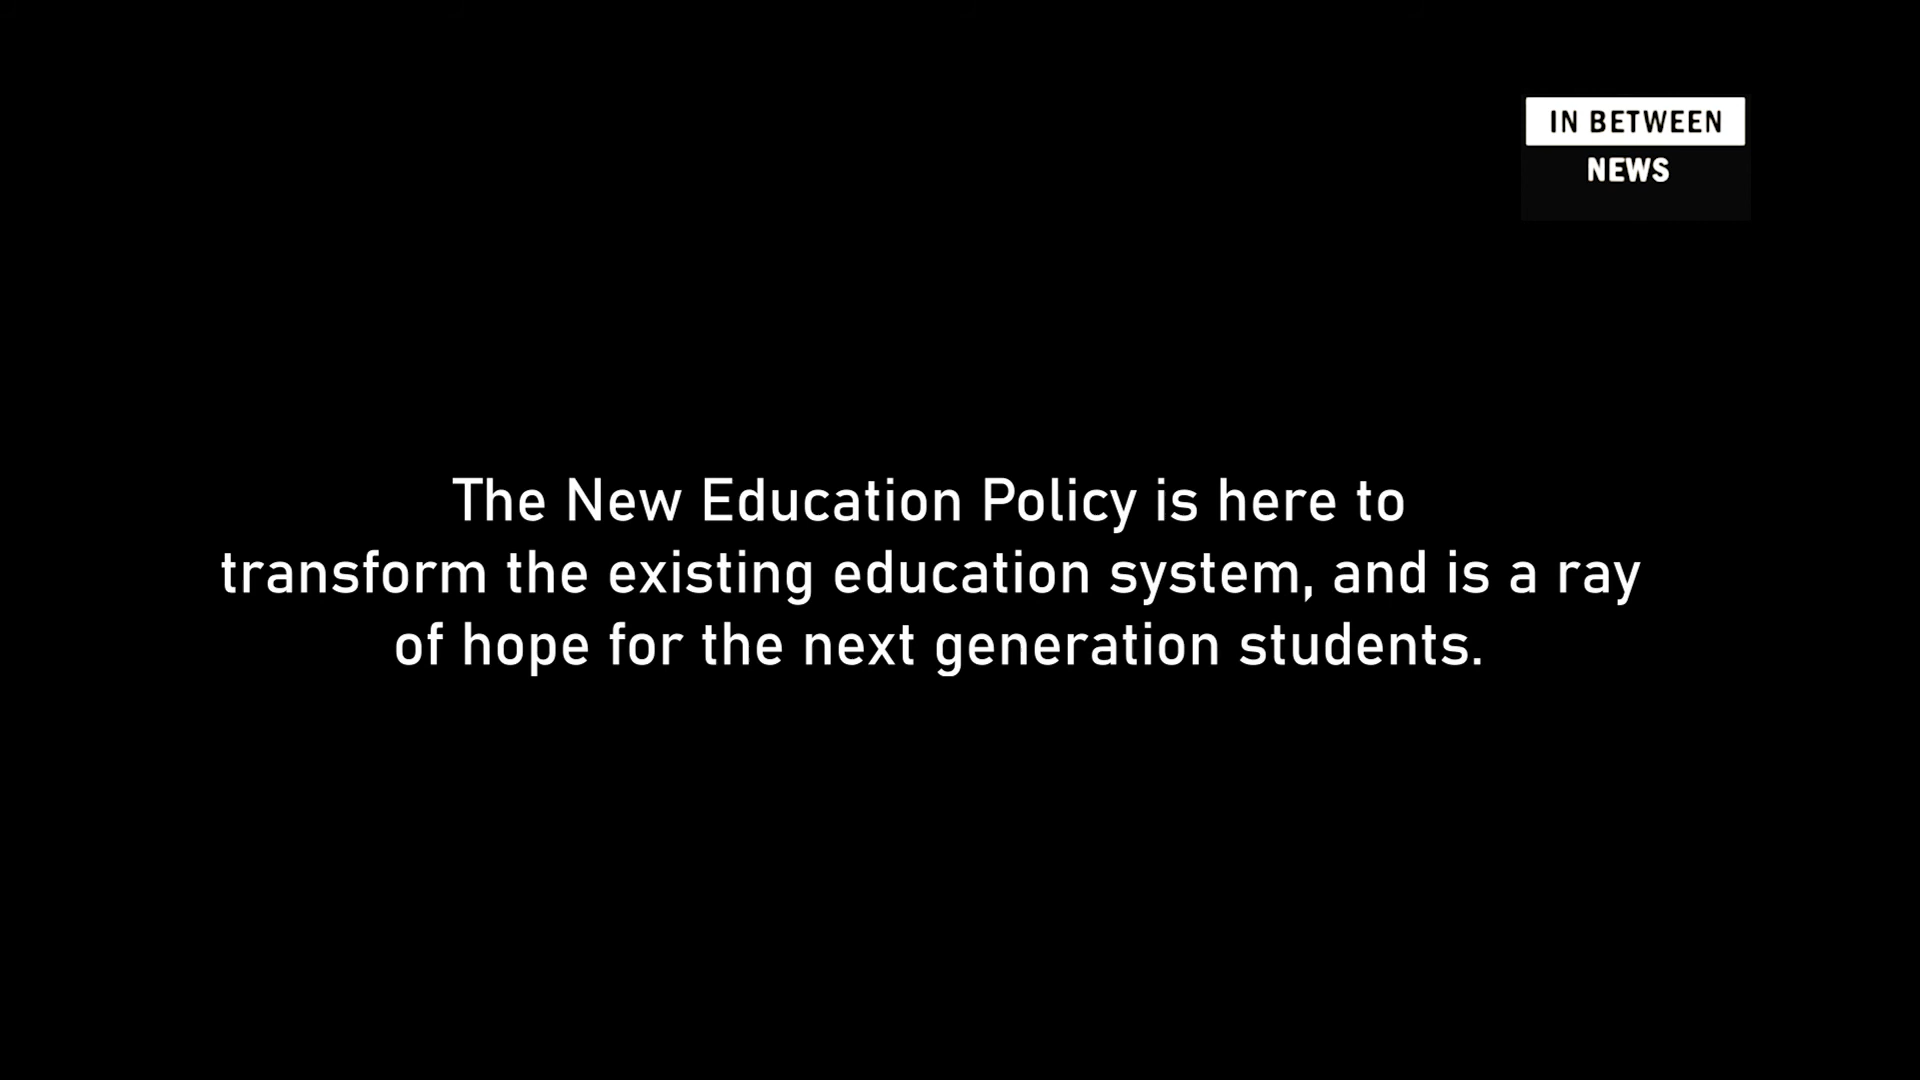 IN BETWEEN
NEWS
The New Education Policy is here to
transform the existing education system, and is a ray
of hope for the next generation students.